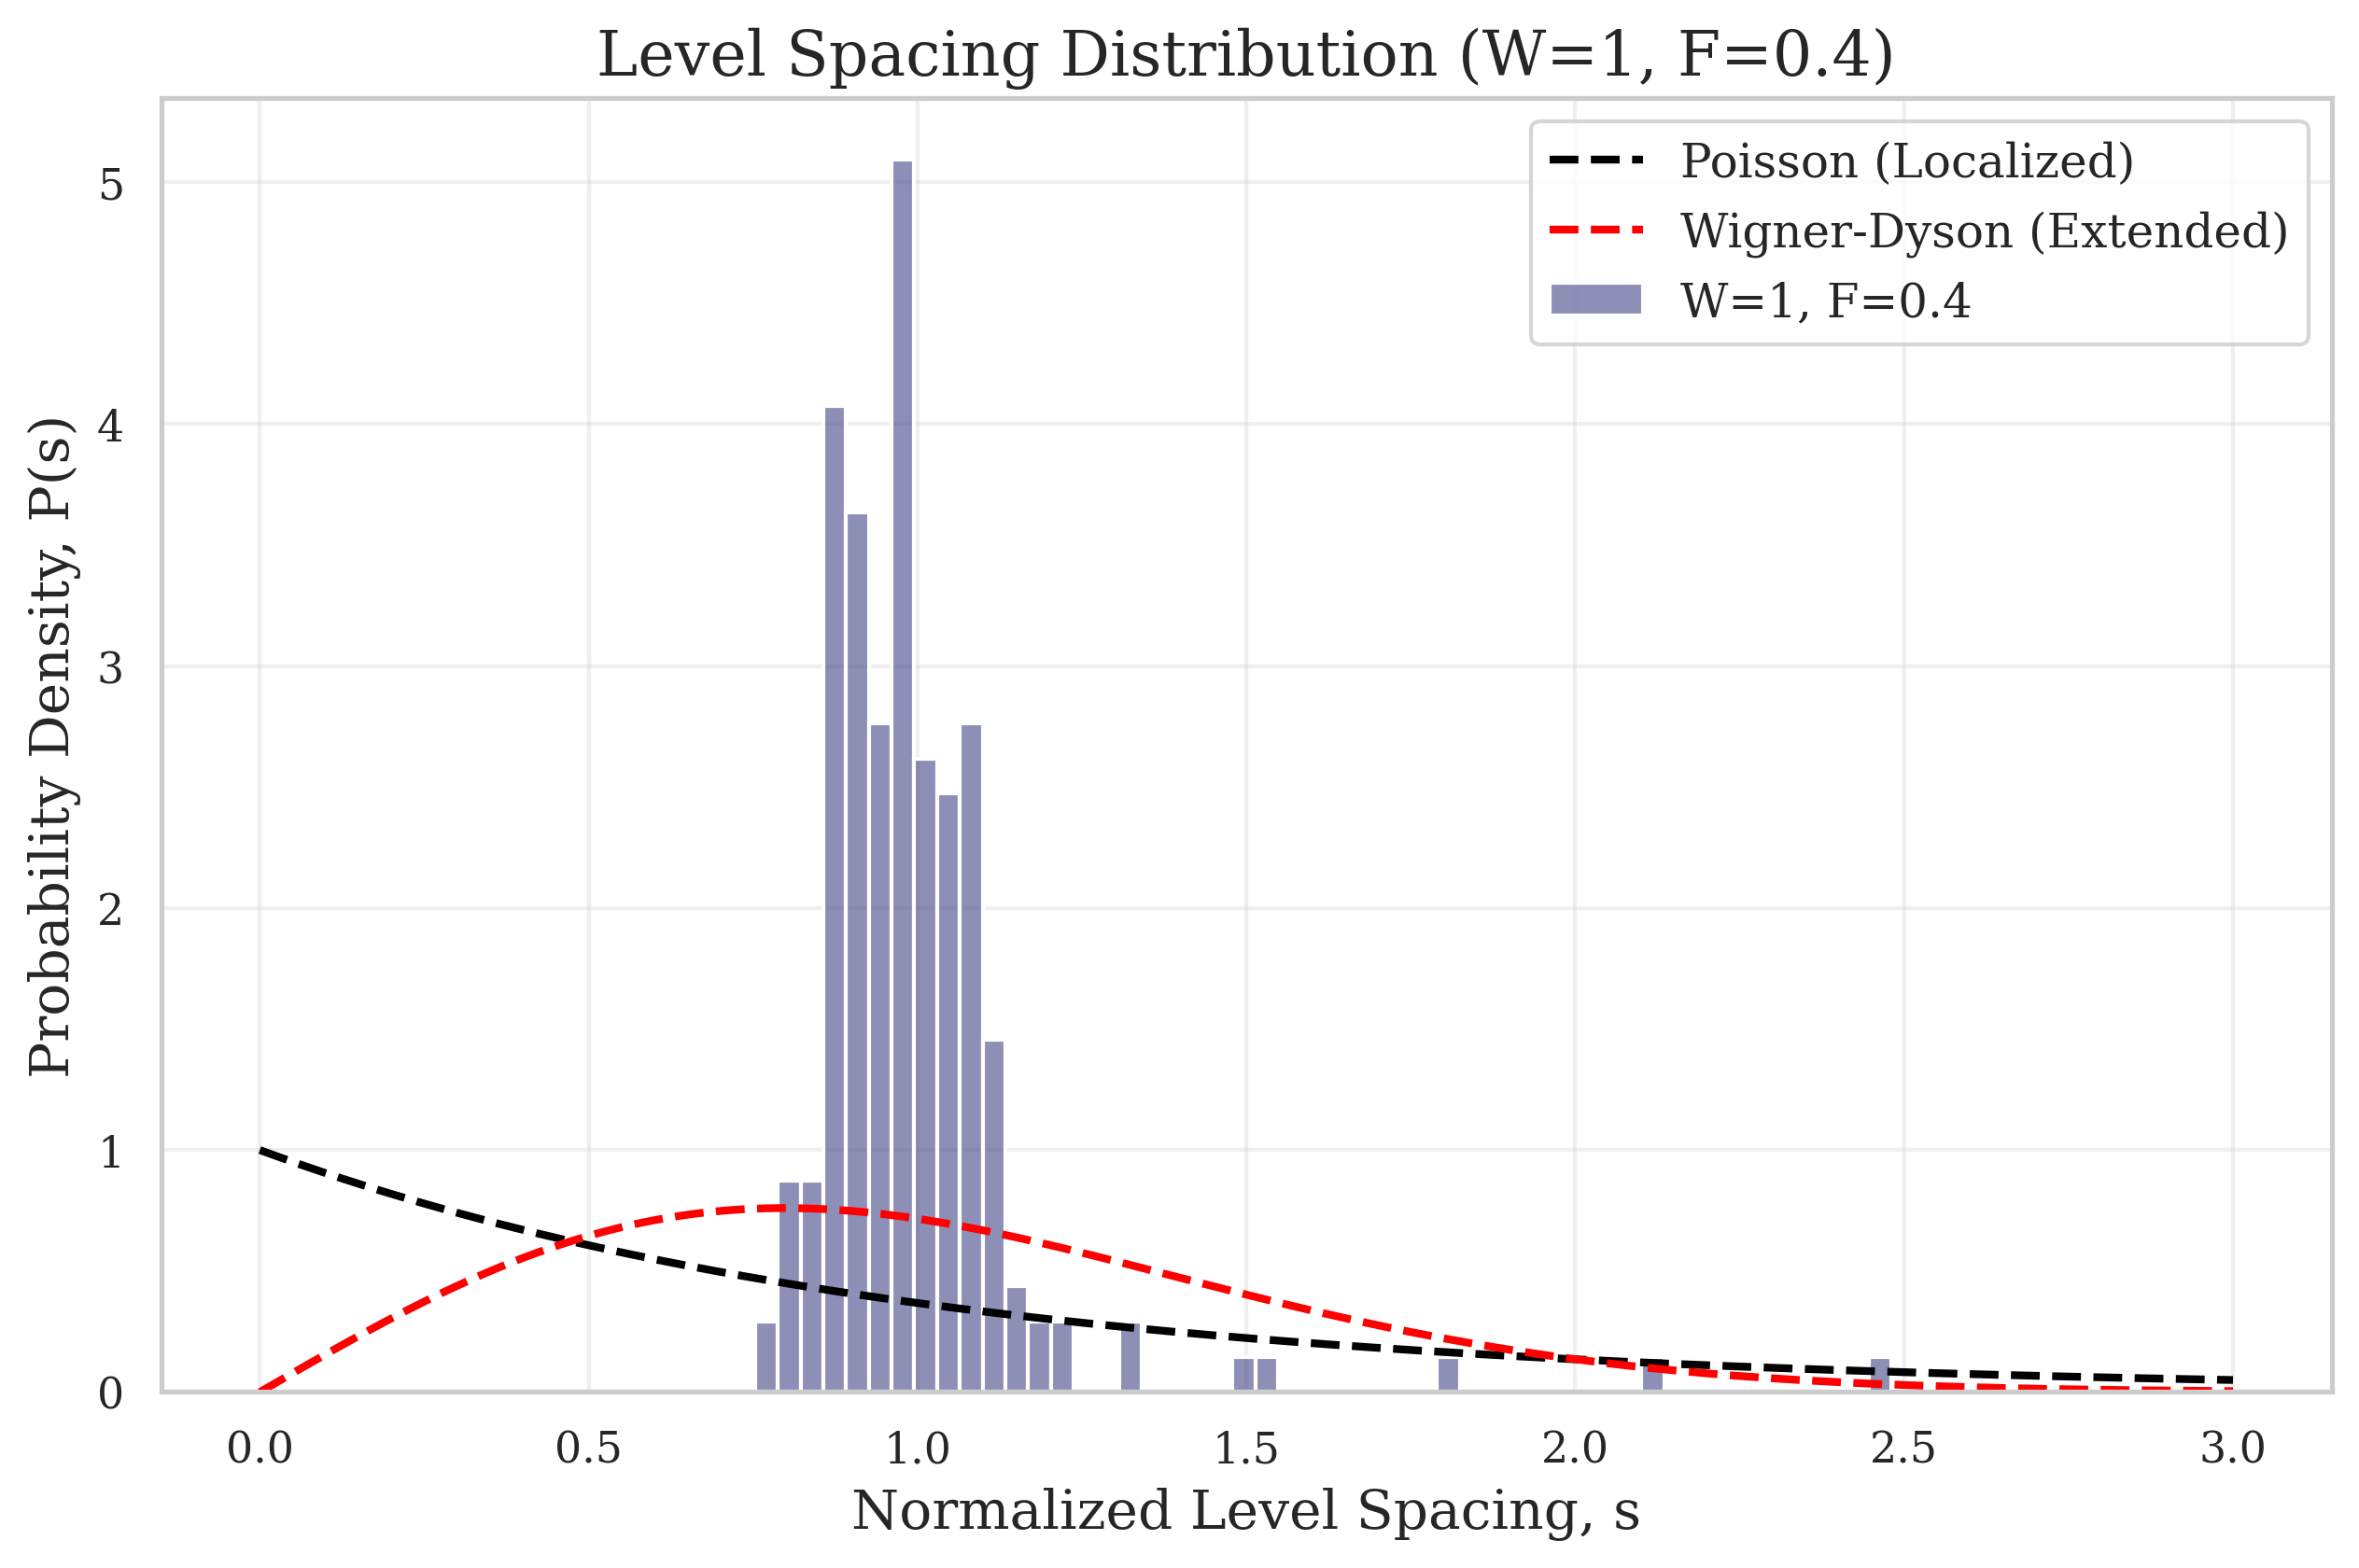 Level Spacing Distribution (W=1, F=0.4)
Poisson (Localized)
Wigner-Dyson (Extended)
W=1, F=0.4
Probability Density, P(s)
5
4
3
2
1
0
0.0 0.5 1.0 1.5 2.0 2.5 3.0
Normalized Level Spacing, s